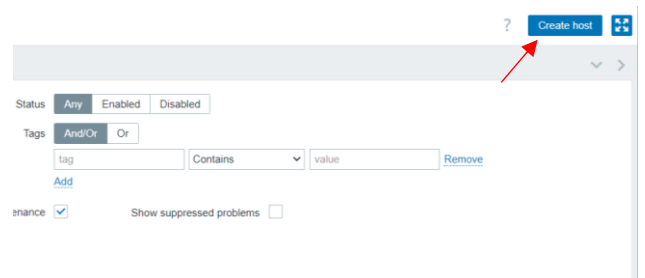 ? Create host
Status Any Enabled Disabled
Tags And/Or Or
tag Contains value Remove
Add
enance Show suppressed problems